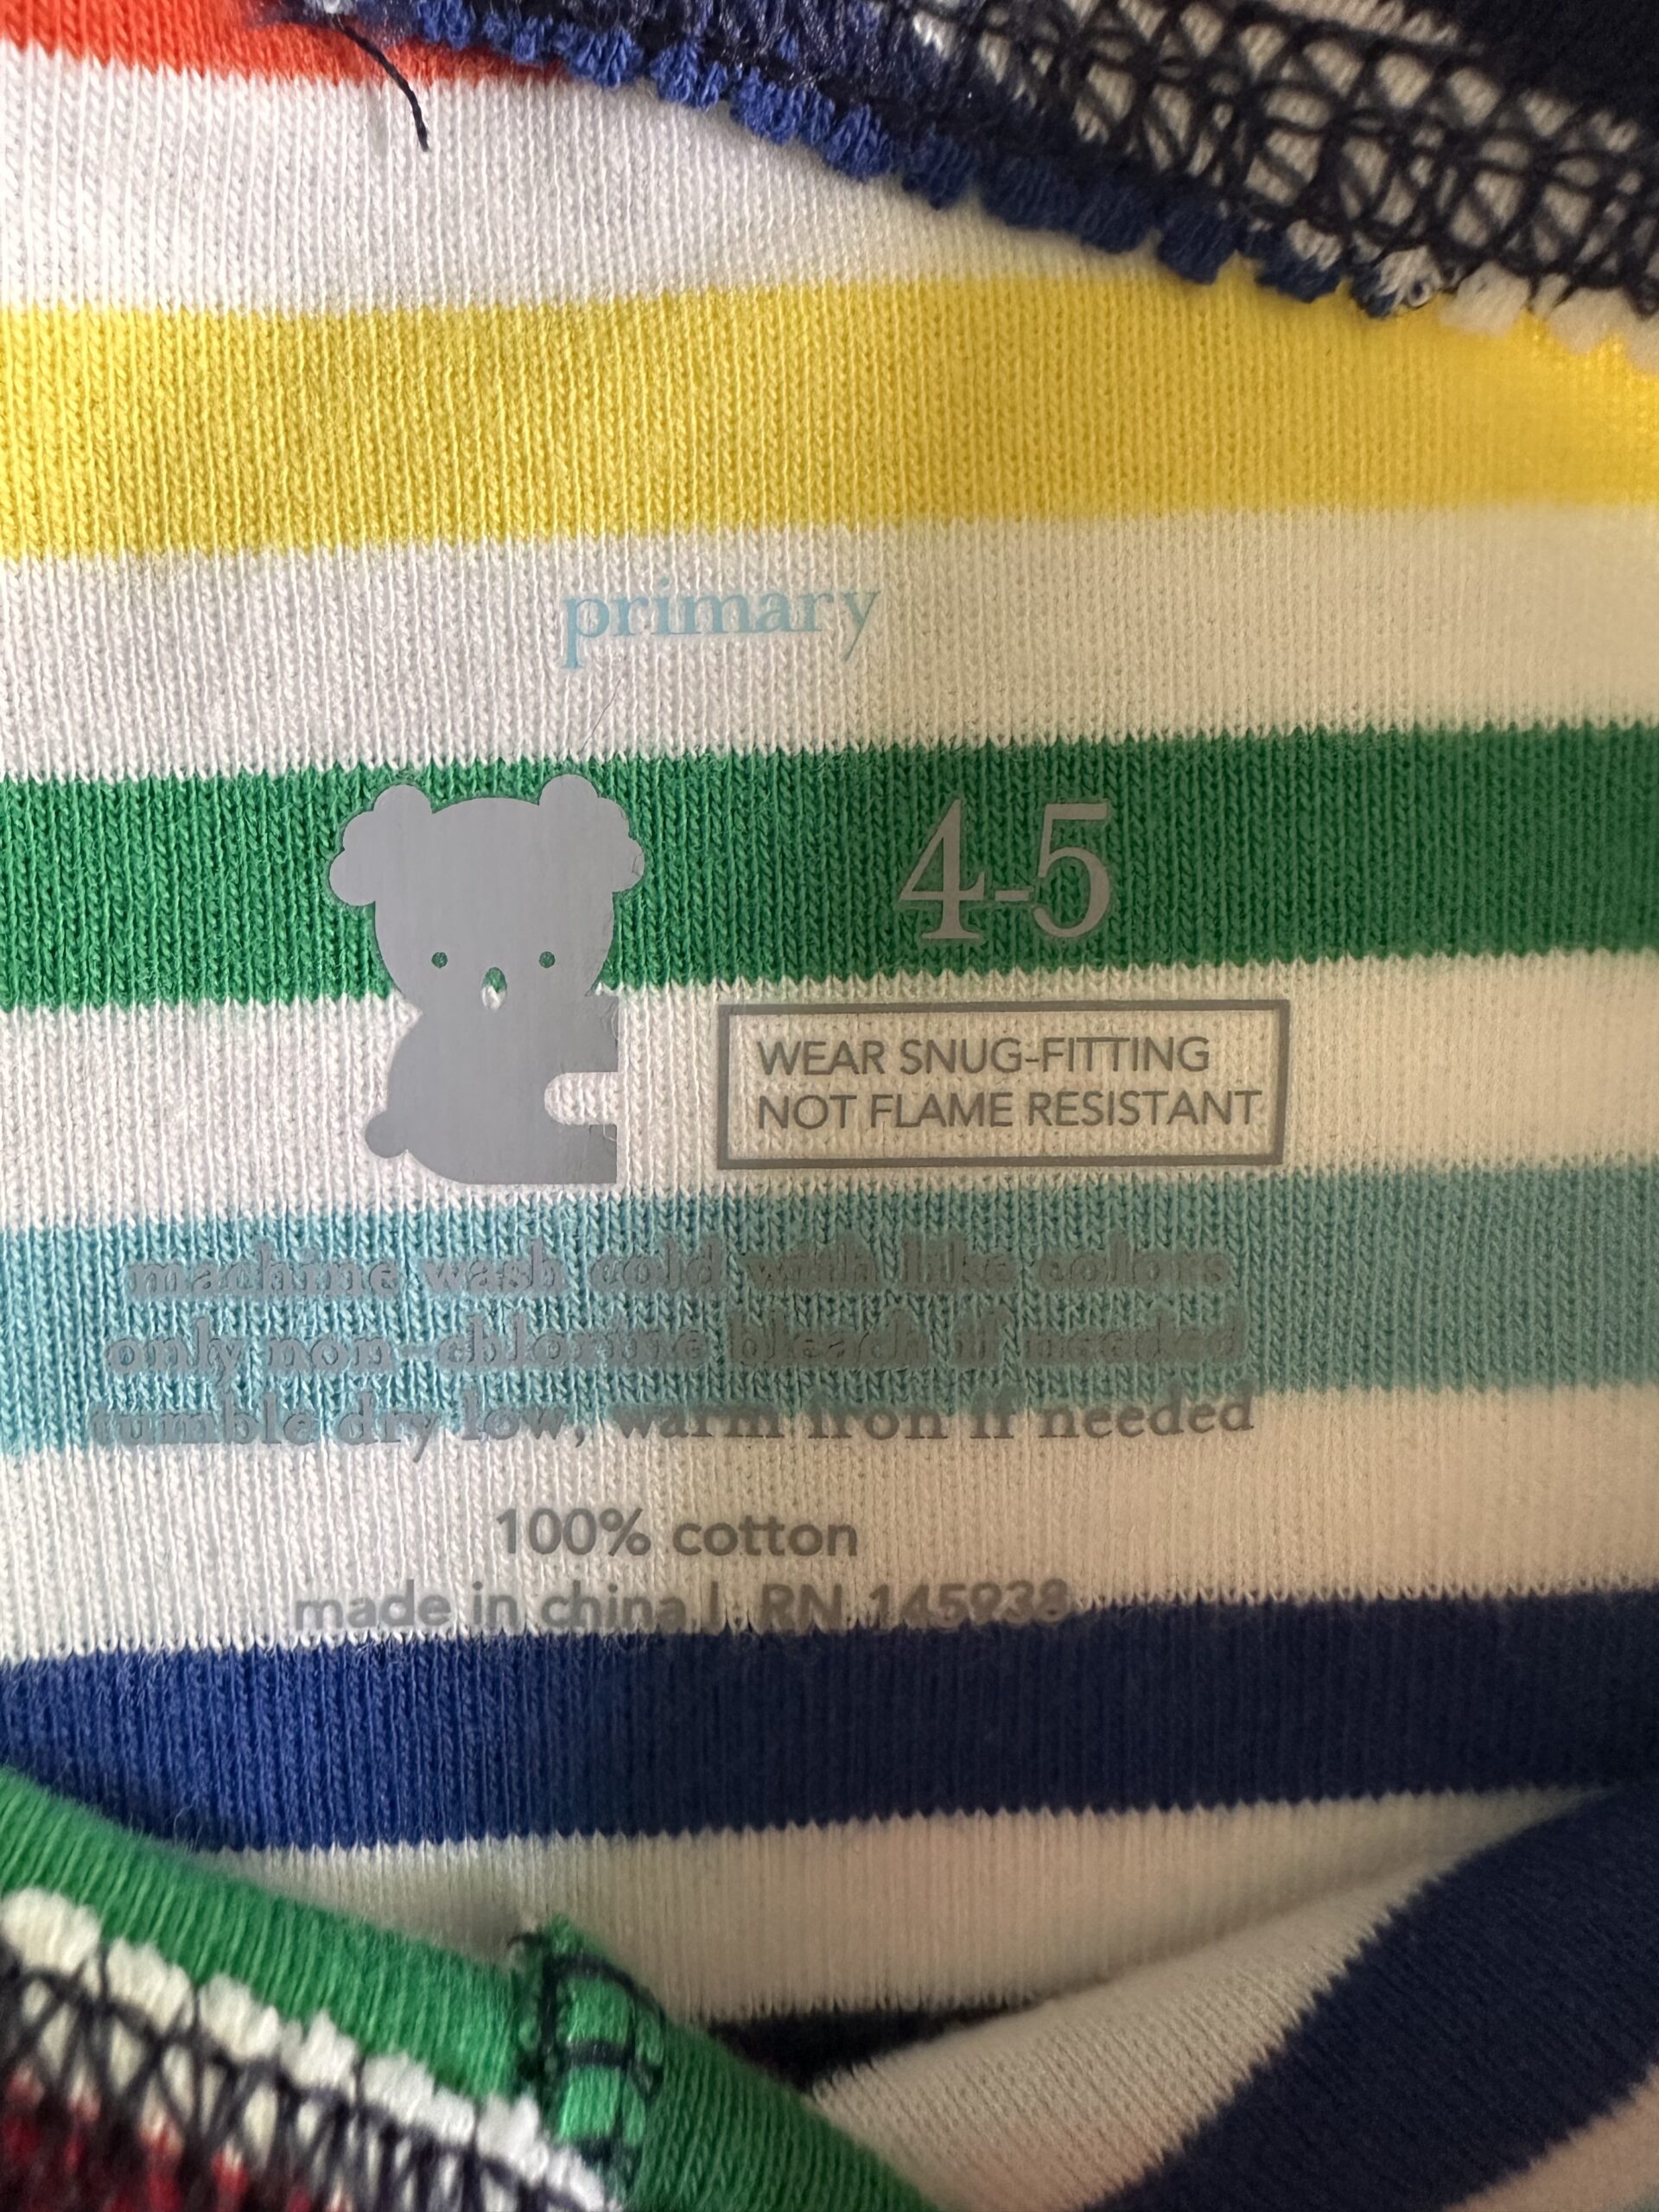 primary
4-5
WEAR SNUG-FITTING
NOT FLAME RESISTANT
machine wash cold with like colors
only non-chlorine bleach if needed
tumble dry low, warm iron if needed
100% cotton
made in china | RN 145938